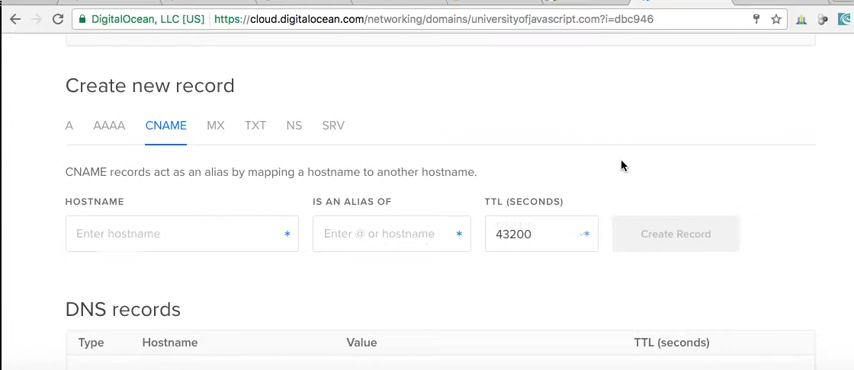 DigitalOcean, LLC [US] https://cloud.digitalocean.com/networking/domains/universityofjavascript.com?i=dbc946
Create new record
A AAAA CNAME MX TXT NS SRV
CNAME records act as an alias by mapping a hostname to another hostname.
HOSTNAME IS AN ALIAS OF TTL (SECONDS)
Enter hostname * Enter @ or hostname * 43200 * Create Record
DNS records
Type Hostname Value TTL (seconds)